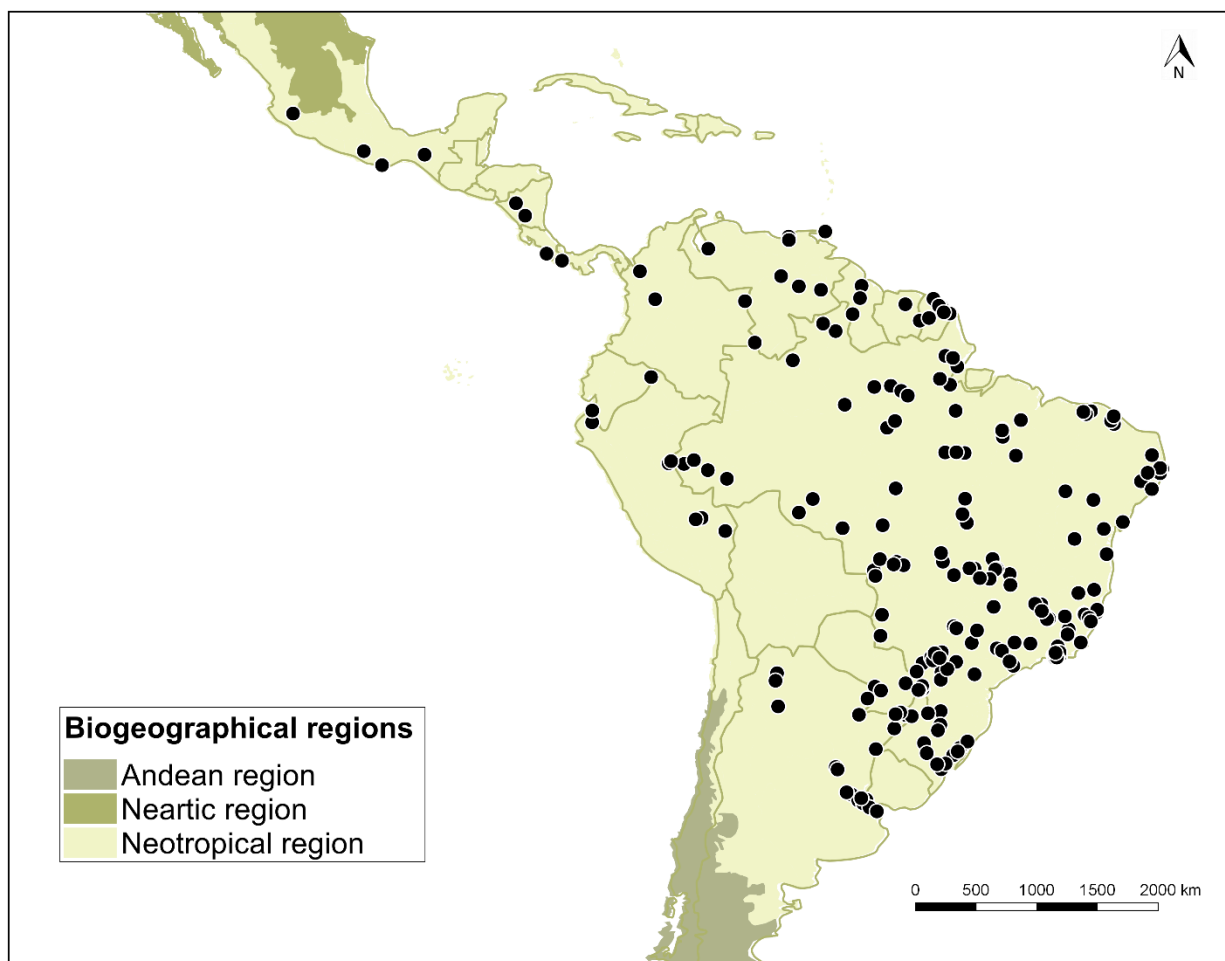 N
Biogeographical regions
Andean region
Neartic region
Neotropical region
0 500 1000 1500 2000 km